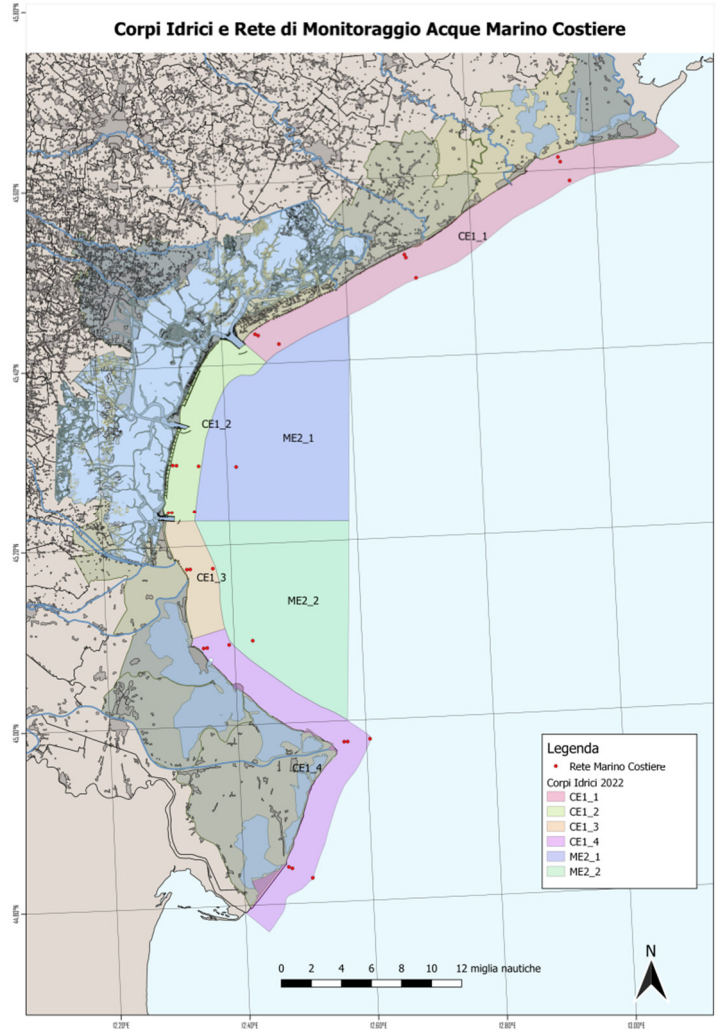 Corpi Idrici e Rete di Monitoraggio Acque Marino Costiere
CE1_1
CE1_2
ME2_1
CE1_3
ME2_2
CE1_4
Legenda
Rete Marino Costiere
Corpi Idrici 2022
CE1_1
CE1_2
CE1_3
CE1_4
ME2_1
ME2_2
0 2 4 6 8 10 12 miglia nautiche
N
12.20°E 12.40°E 12.60°E 12.80°E 13.00°E